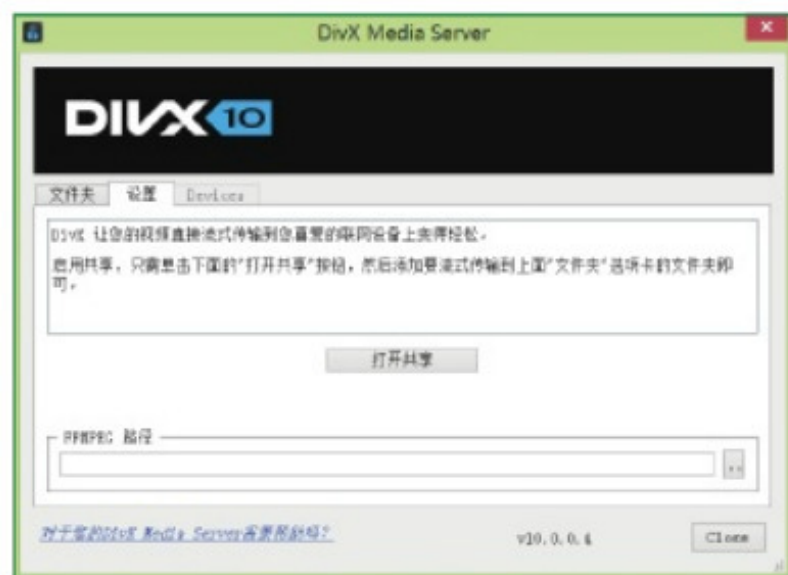 DivX Media Server
DIVX 10
文件夹 设置 Devices
DivX 让您的视频直接流式传输到您喜爱的联网设备上变得轻松。
启用共享，只需单击下面的"打开共享"按钮，然后添加要流式传输到上面"文件夹"选项卡的文件夹即
可。
打开共享
FFMPEG 路径
..
对于您的DivX Media Server需要帮助吗？
v10.0.0.4
Close